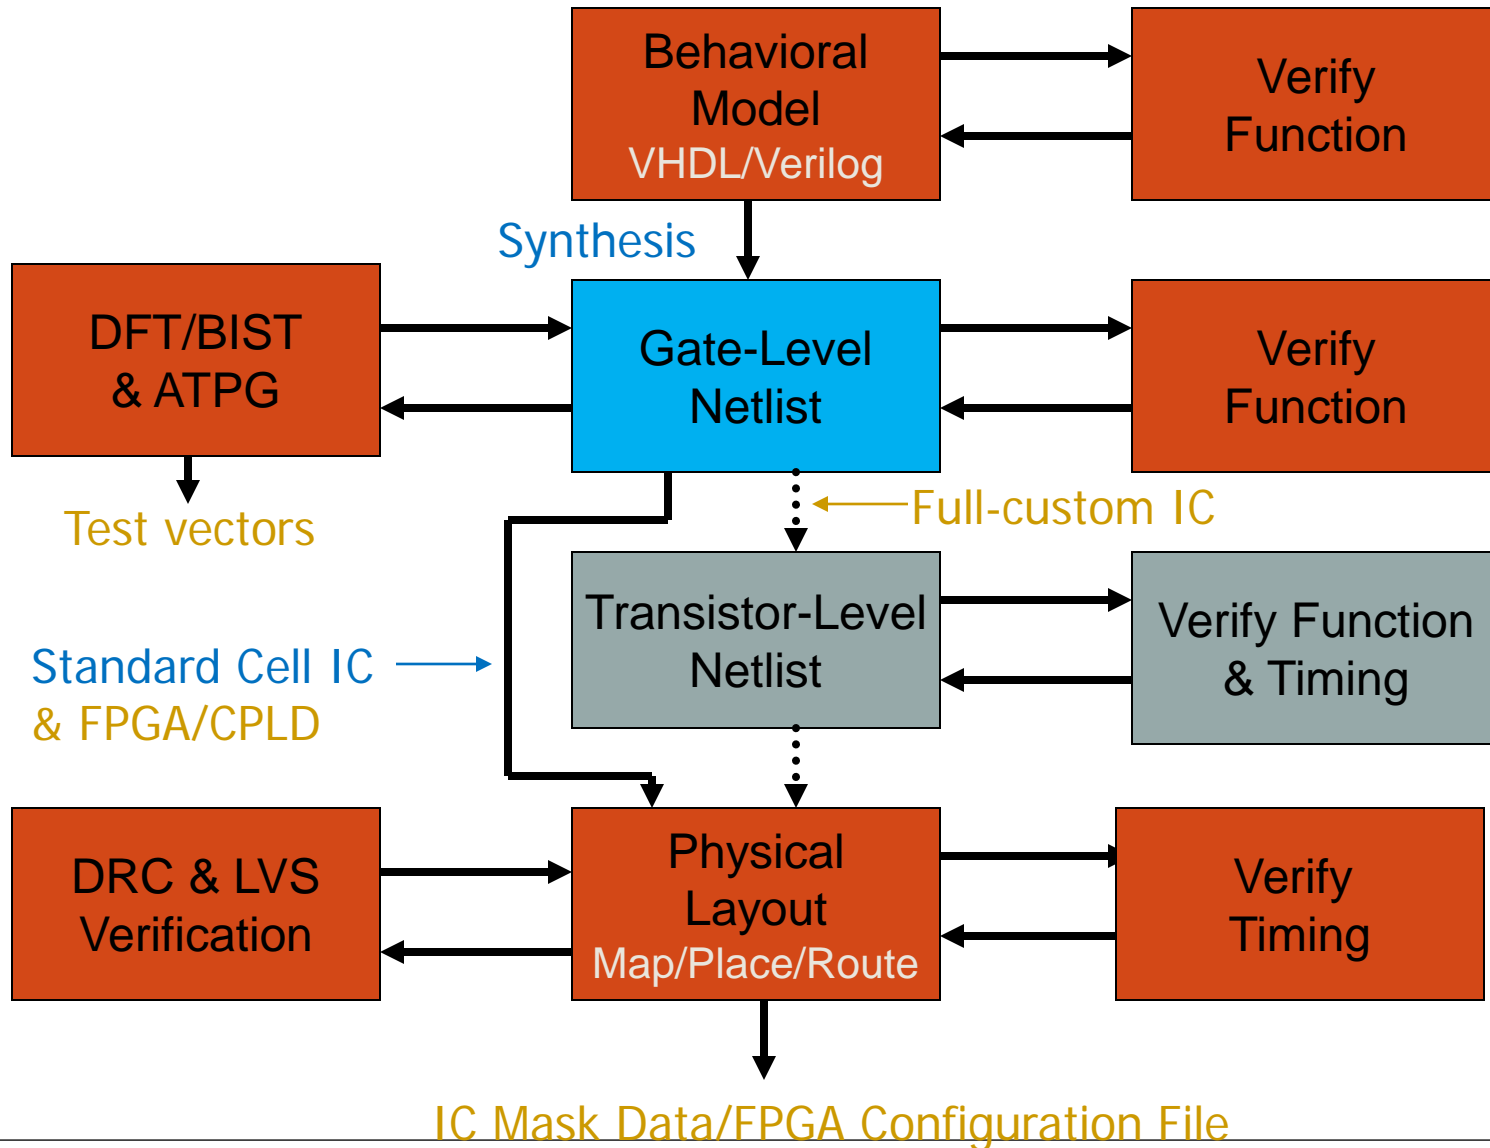 Behavioral
Model
VHDL/Verilog
Verify
Function
Synthesis
DFT/BIST
& ATPG
Gate-Level
Netlist
Verify
Function
Test vectors
Full-custom IC
Transistor-Level
Netlist
Verify Function
& Timing
Standard Cell IC
& FPGA/CPLD
DRC & LVS
Verification
Physical
Layout
Map/Place/Route
Verify
Timing
IC Mask Data/FPGA Configuration File